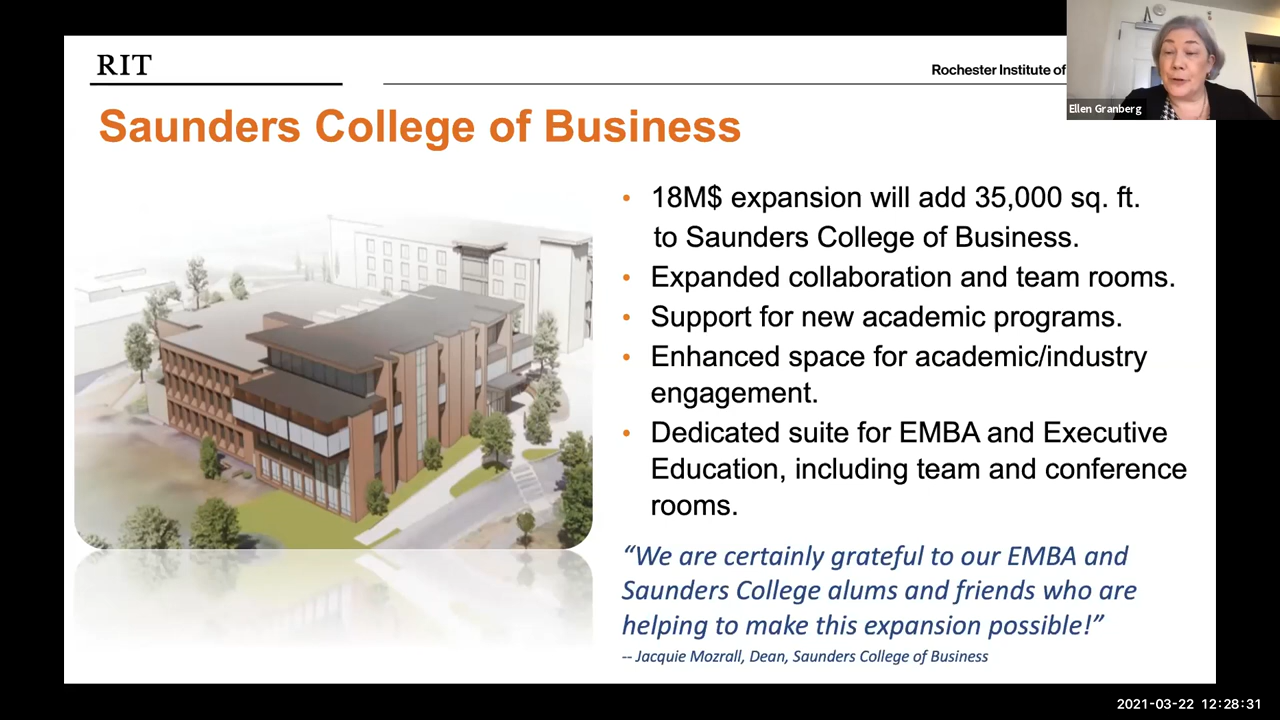 RIT
Rochester Institute of
Ellen Granberg
Saunders College of Business
• 18M$ expansion will add 35,000 sq. ft.
to Saunders College of Business.
• Expanded collaboration and team rooms.
• Support for new academic programs.
• Enhanced space for academic/industry
engagement.
• Dedicated suite for EMBA and Executive
Education, including team and conference
rooms.
“We are certainly grateful to our EMBA and
Saunders College alums and friends who are
helping to make this expansion possible!”
-- Jacquie Mozrall, Dean, Saunders College of Business
2021-03-22 12:28:31